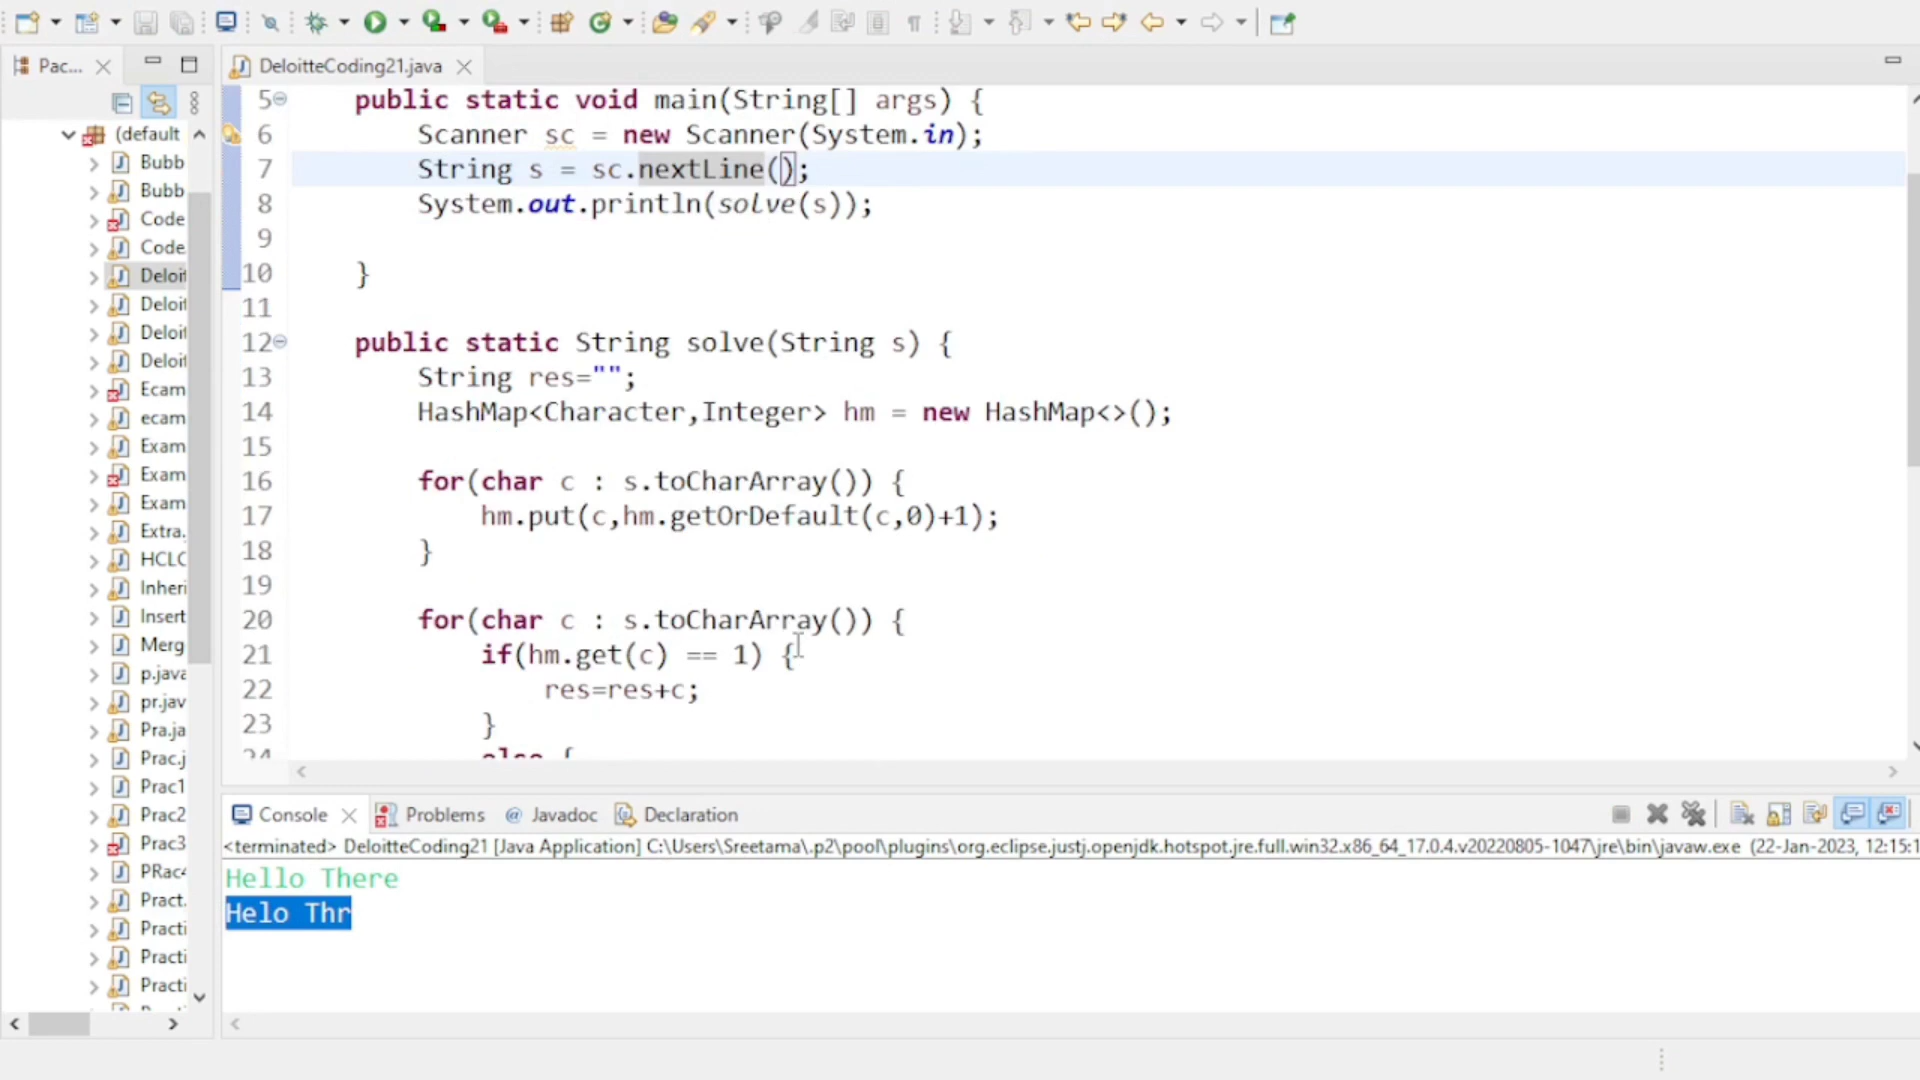 Pac...
DeloitteCoding21.java
(default
Bubb
Bubb
Code
Code.
Deloit
Deloit
Deloit
Deloit
Ecam
ecam
Exam
Exam
Exam
Extra.
HCLC
Inheri
Insert
Merg
p.java
pr.jav
Pra.ja
Prac.j
Prac1
Prac2
Prac3
PRac4
Pract.
Practi
Practi
Practi
5 public static void main(String[] args) {
6 Scanner sc = new Scanner(System.in);
7 String s = sc.nextLine();
8 System.out.println(solve(s));
9
10 }
11
12 public static String solve(String s) {
13 String res="";
14 HashMap<Character,Integer> hm = new HashMap<>();
15
16 for(char c : s.toCharArray()) {
17 hm.put(c,hm.getOrDefault(c,0)+1);
18 }
19
20 for(char c : s.toCharArray()) {
21 if(hm.get(c) == 1) {
22 res=res+c;
23 }
24 else {
Console Problems @ Javadoc Declaration
<terminated> DeloitteCoding21 [Java Application] C:\Users\Sreetama\.p2\pool\plugins\org.eclipse.justj.openjdk.hotspot.jre.full.win32.x86_64_17.0.4.v20220805-1047\jre\bin\javaw.exe (22-Jan-2023, 12:15:1
Hello There
Helo Thr